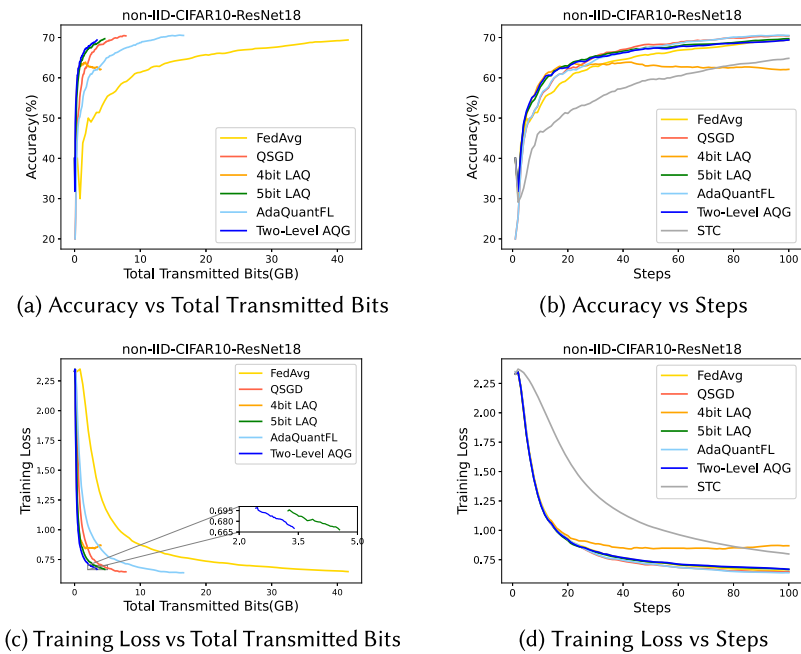 non-IID-CIFAR10-ResNet18
70
60
50
40
30
20
Accuracy(%)
FedAvg
QSGD
4bit LAQ
5bit LAQ
AdaQuantFL
Two-Level AQG
0 10 20 30 40
Total Transmitted Bits(GB)
(a) Accuracy vs Total Transmitted Bits
non-IID-CIFAR10-ResNet18
70
60
50
40
30
20
Accuracy(%)
FedAvg
QSGD
4bit LAQ
5bit LAQ
AdaQuantFL
Two-Level AQG
STC
0 20 40 60 80 100
Steps
(b) Accuracy vs Steps
non-IID-CIFAR10-ResNet18
2.25
2.00
1.75
1.50
1.25
1.00
0.75
Training Loss
FedAvg
QSGD
4bit LAQ
5bit LAQ
AdaQuantFL
Two-Level AQG
0.695
0.680
0.665
2.0 3.5 5.0
0 10 20 30 40
Total Transmitted Bits(GB)
(c) Training Loss vs Total Transmitted Bits
non-IID-CIFAR10-ResNet18
2.25
2.00
1.75
1.50
1.25
1.00
0.75
Training Loss
FedAvg
QSGD
4bit LAQ
5bit LAQ
AdaQuantFL
Two-Level AQG
STC
0 20 40 60 80 100
Steps
(d) Training Loss vs Steps